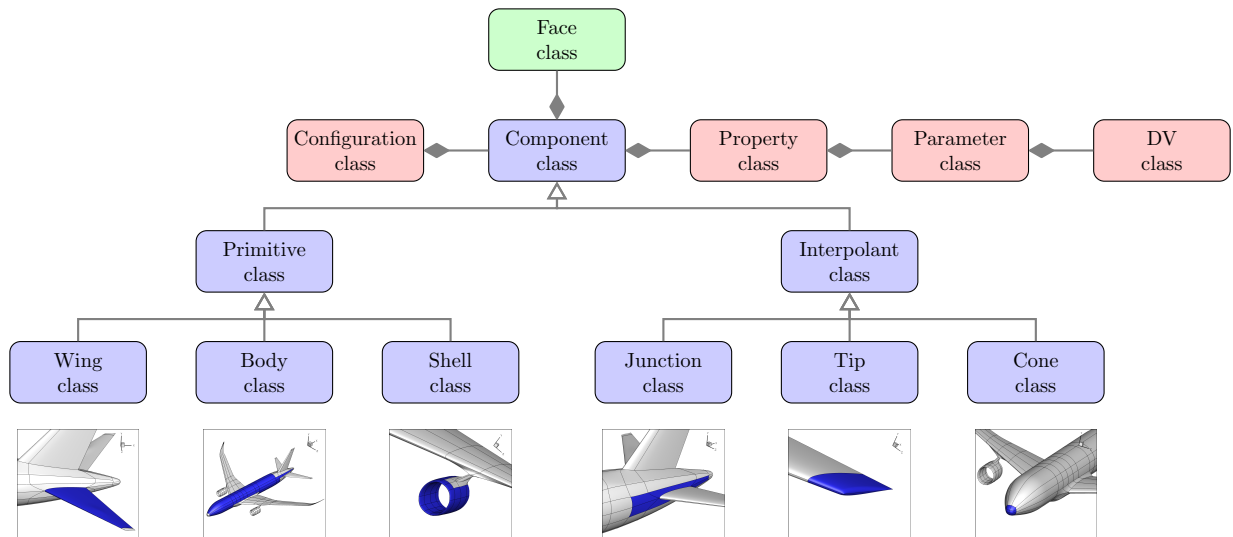 Face
class
Configuration
class
Component
class
Property
class
Parameter
class
DV
class
Primitive
class
Interpolant
class
Wing
class
Body
class
Shell
class
Junction
class
Tip
class
Cone
class